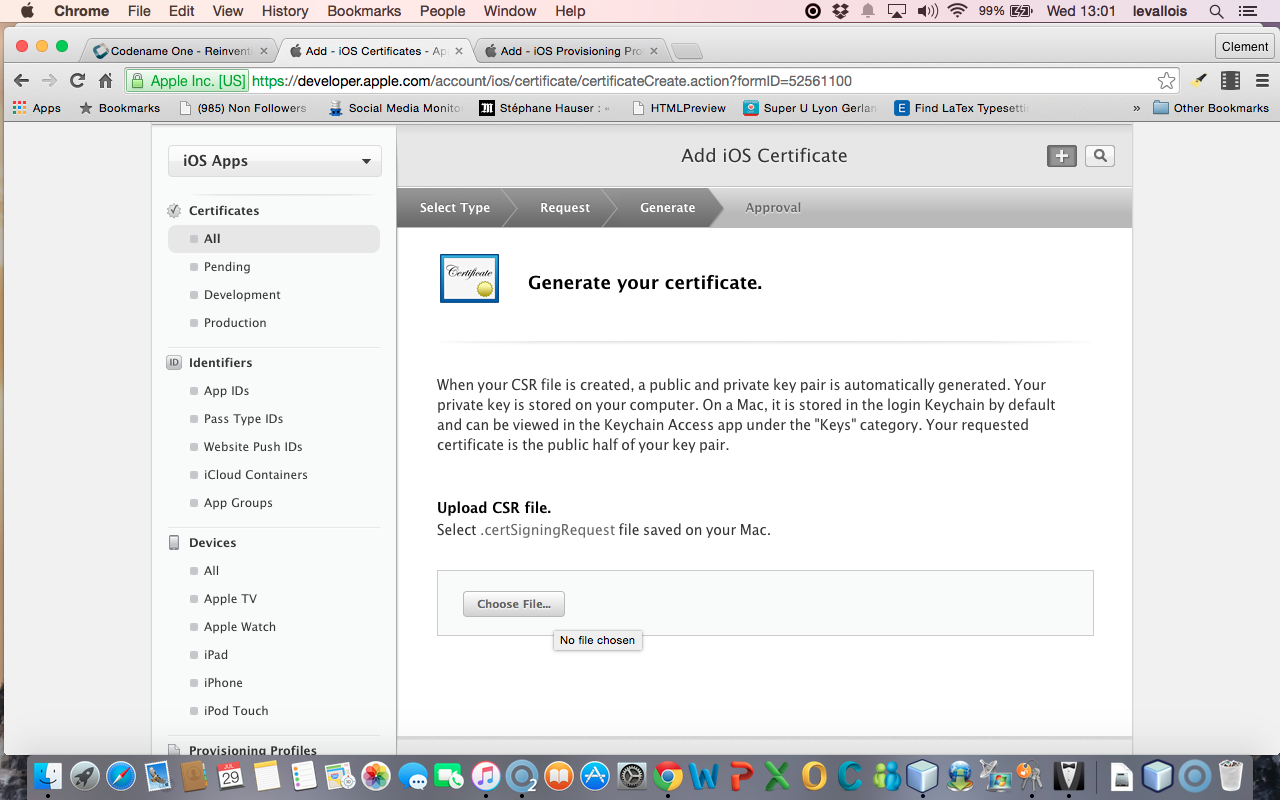 Chrome File Edit View History Bookmarks People Window Help 99% Wed 13:01 levallois
Codename One - Reinventi Add - iOS Certificates - Ap Add - iOS Provisioning Pro Clement
Apple Inc. [US] https://developer.apple.com/account/ios/certificate/certificateCreate.action?formID=52561100
Apps Bookmarks (985) Non Followers Social Media Monito Stéphane Hauser : « HTMLPreview Super U Lyon Gerlan E Find LaTex Typesetti » Other Bookmarks
iOS Apps
Certificates
All
Pending
Development
Production
ID Identifiers
App IDs
Pass Type IDs
Website Push IDs
iCloud Containers
App Groups
Devices
All
Apple TV
Apple Watch
iPad
iPhone
iPod Touch
Provisioning Profiles
Add iOS Certificate
Select Type Request Generate Approval
Certificate
Generate your certificate.
When your CSR file is created, a public and private key pair is automatically generated. Your
private key is stored on your computer. On a Mac, it is stored in the login Keychain by default
and can be viewed in the Keychain Access app under the "Keys" category. Your requested
certificate is the public half of your key pair.
Upload CSR file.
Select .certSigningRequest file saved on your Mac.
Choose File...
No file chosen
JUL 29